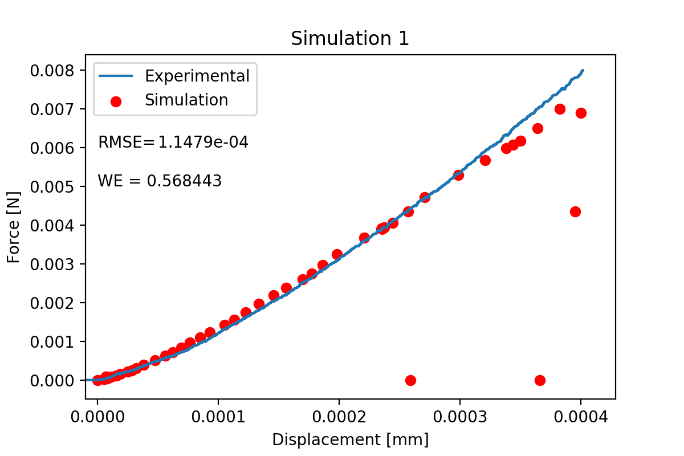 Simulation 1
Experimental
Simulation
RMSE=1.1479e-04
WE = 0.568443
Force [N]
0.008
0.007
0.006
0.005
0.004
0.003
0.002
0.001
0.000
0.0000 0.0001 0.0002 0.0003 0.0004
Displacement [mm]